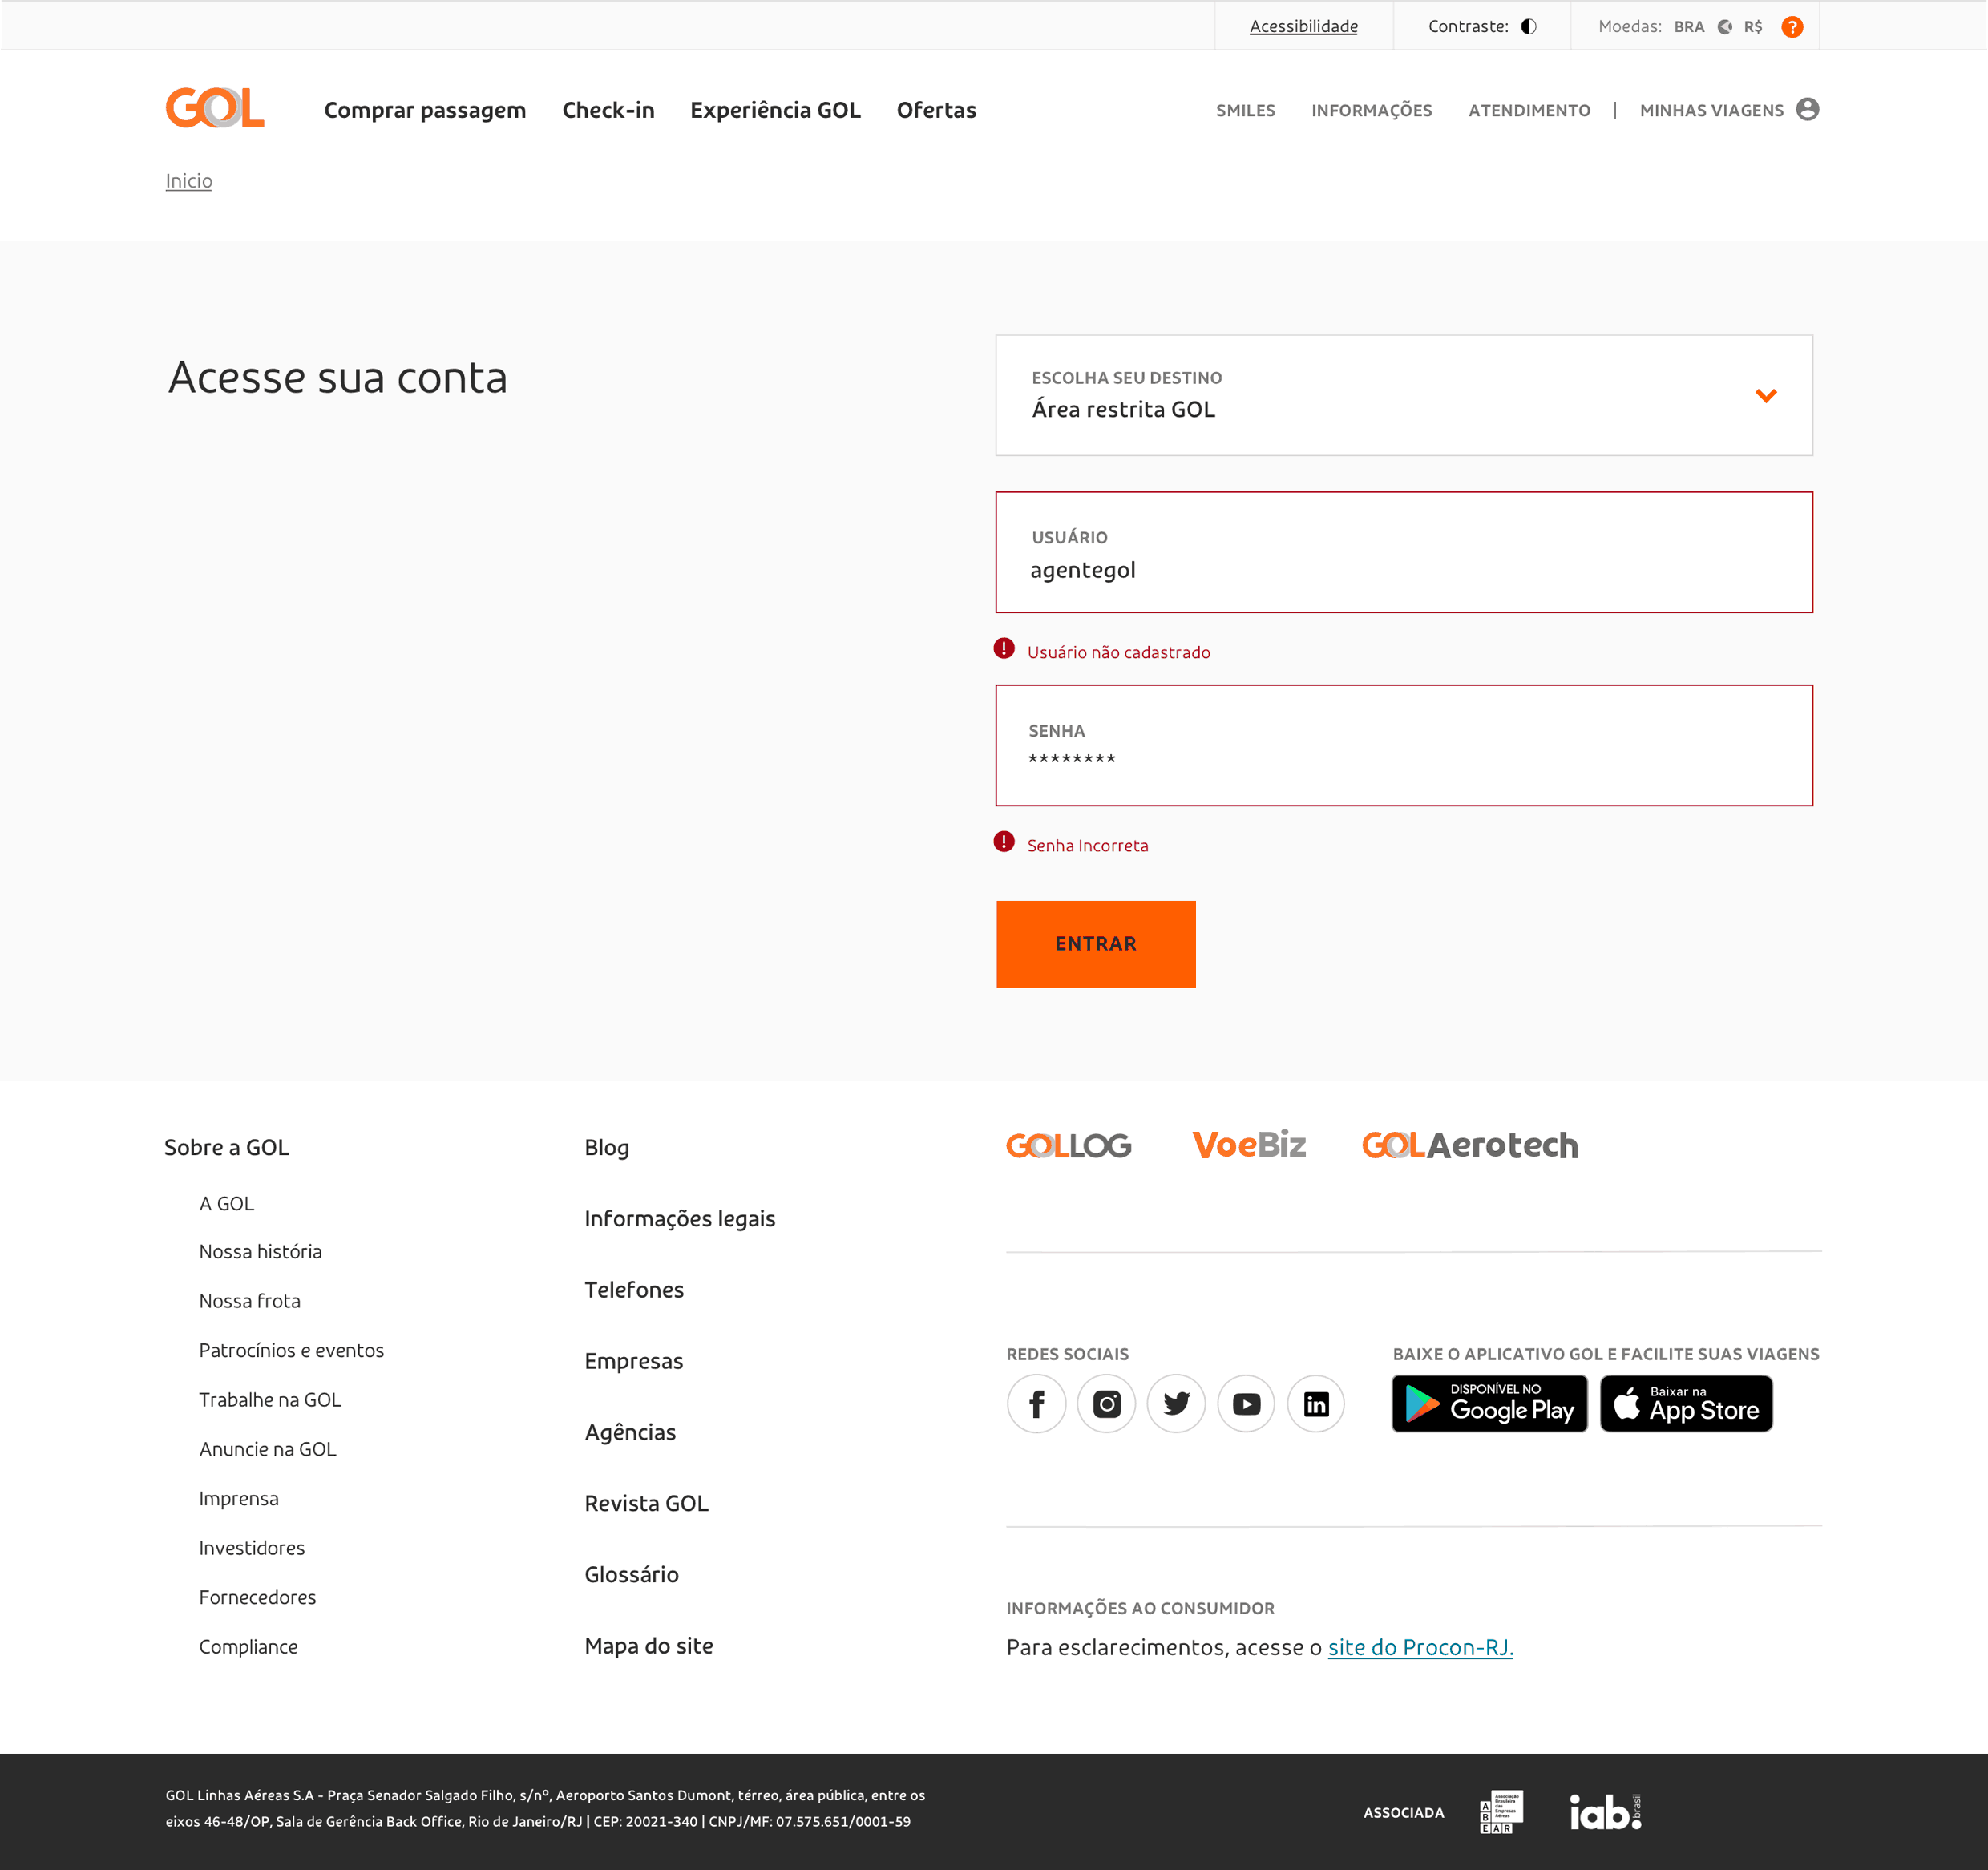 Acessibilidade Contraste: Moedas: BRA R$ ?
GOL Comprar passagem Check-in Experiência GOL Ofertas SMILES INFORMAÇÕES ATENDIMENTO | MINHAS VIAGENS
Inicio
Acesse sua conta
ESCOLHA SEU DESTINO
Área restrita GOL
USUÁRIO
agentegol
Usuário não cadastrado
SENHA
********
Senha Incorreta
ENTRAR
Sobre a GOL
A GOL
Nossa história
Nossa frota
Patrocínios e eventos
Trabalhe na GOL
Anuncie na GOL
Imprensa
Investidores
Fornecedores
Compliance
Blog
Informações legais
Telefones
Empresas
Agências
Revista GOL
Glossário
Mapa do site
GOLLOG VoeBiz GOLAerotech
REDES SOCIAIS
BAIXE O APLICATIVO GOL E FACILITE SUAS VIAGENS
DISPONÍVEL NO
Google Play
Baixar na
App Store
INFORMAÇÕES AO CONSUMIDOR
Para esclarecimentos, acesse o site do Procon-RJ.
GOL Linhas Aéreas S.A - Praça Senador Salgado Filho, s/nº, Aeroporto Santos Dumont, térreo, área pública, entre os
eixos 46-48/OP, Sala de Gerência Back Office, Rio de Janeiro/RJ | CEP: 20021-340 | CNPJ/MF: 07.575.651/0001-59
ASSOCIADA
ABEAR
Associação
Brasileira
das
Empresas
Aéreas
iab.
brasil